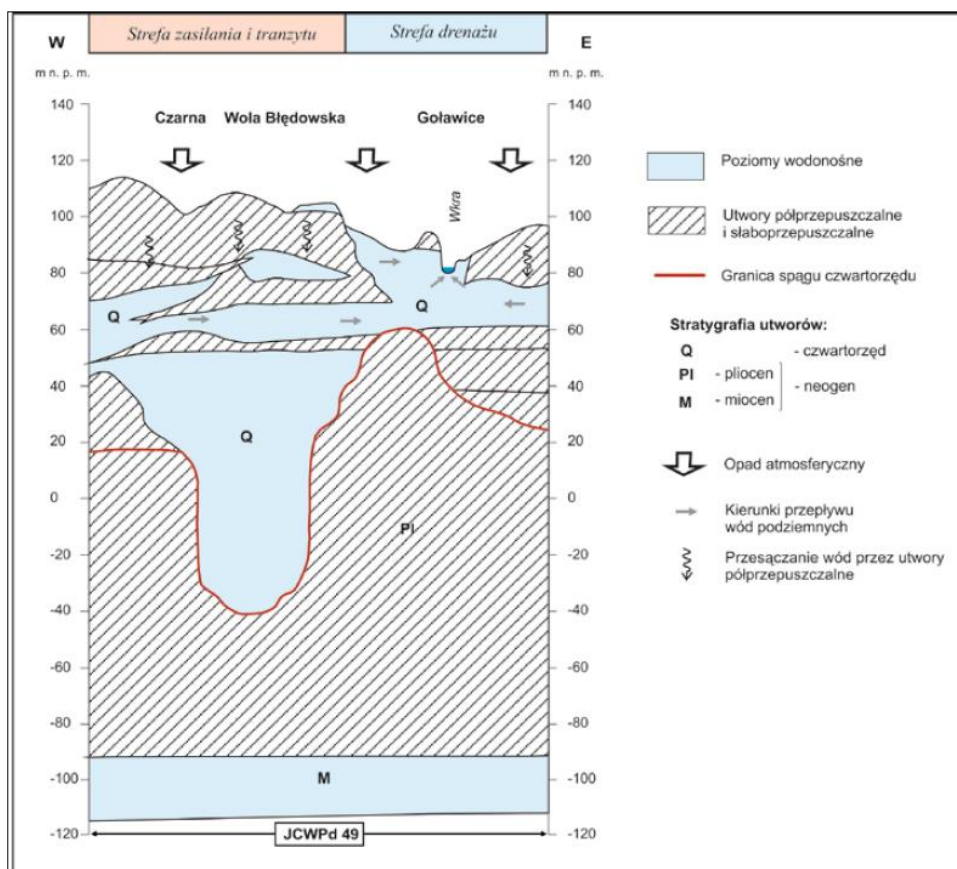 Strefa zasilania i tranzytu
Strefa drenażu
W
E
m n. p. m.
m n. p. m.
140
140
Czarna
Wola Błędowska
Goławice
120
120
Wkra
100
100
80
80
Q
Q
60
60
40
40
Q
20
20
0
0
Pl
-20
-20
-40
-40
-60
-60
-80
-80
-100
M
-100
-120
JCWPd 49
-120
Poziomy wodonośne
Utwory półprzepuszczalne
i słaboprzepuszczalne
Granica spągu czwartorzędu
Stratygrafia utworów:
Q - czwartorzęd
Pl - pliocen
- neogen
M - miocen
Opad atmosferyczny
Kierunki przepływu
wód podziemnych
Przesączanie wód przez utwory
półprzepuszczalne